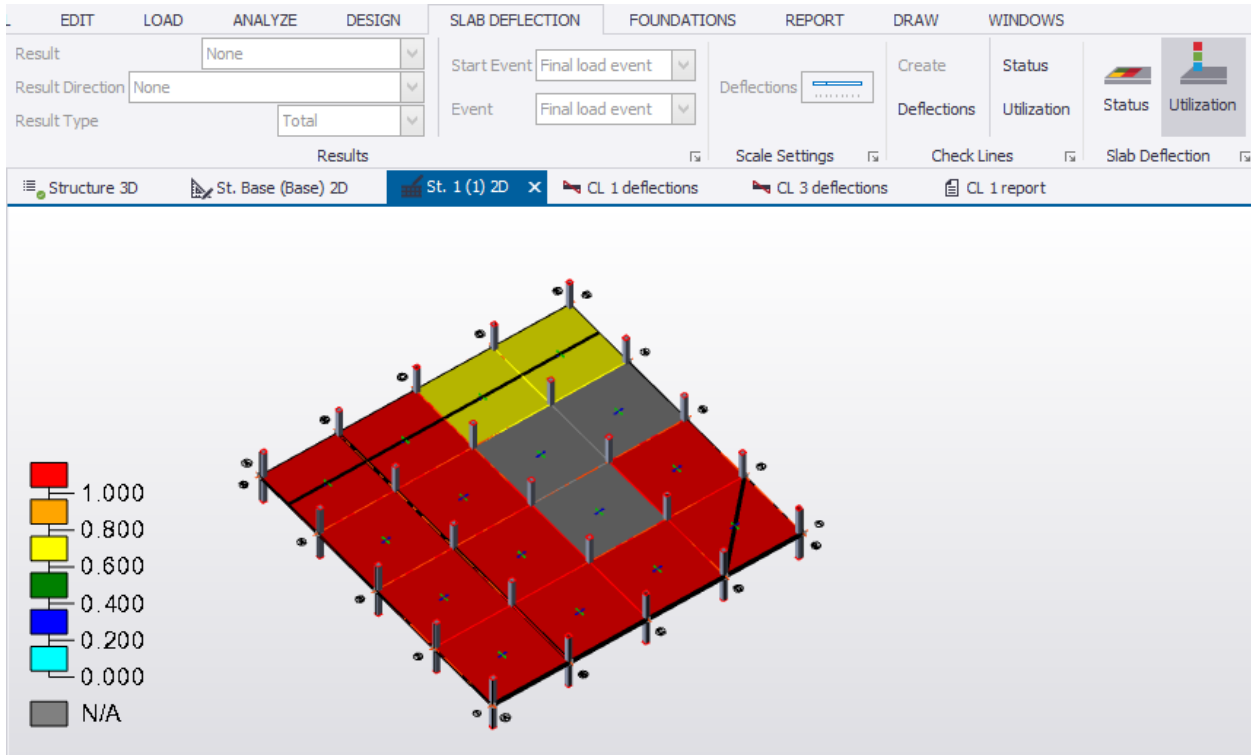 L EDIT LOAD ANALYZE DESIGN SLAB DEFLECTION FOUNDATIONS REPORT DRAW WINDOWS
Result None
Result Direction None
Result Type Total
Results
Start Event Final load event
Event Final load event
Deflections
Scale Settings
Create Status
Deflections Utilization
Check Lines
Status Utilization
Slab Deflection
Structure 3D St. Base (Base) 2D St. 1 (1) 2D CL 1 deflections CL 3 deflections CL 1 report
1.000
0.800
0.600
0.400
0.200
0.000
N/A